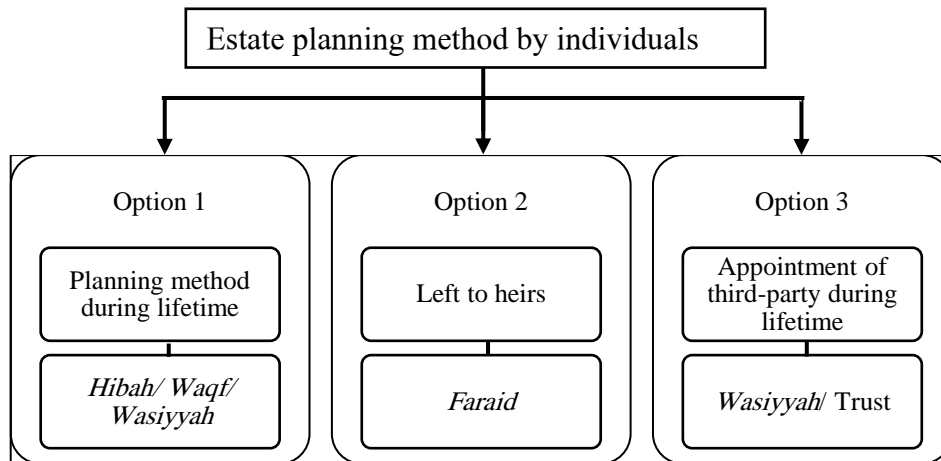 Estate planning method by individuals
Option 1
Planning method
during lifetime
Hibah/ Waqf/
Wasiyyah
Option 2
Left to heirs
Faraid
Option 3
Appointment of
third-party during
lifetime
Wasiyyah/ Trust